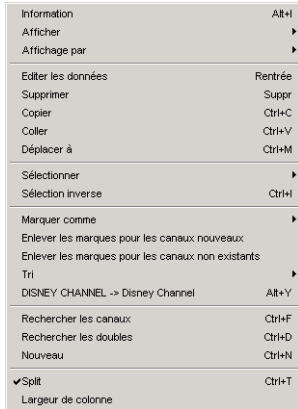 Information Alt+I
Afficher
Affichage par
Editer les données Rentrée
Supprimer Suppr
Copier Ctrl+C
Coller Ctrl+V
Déplacer à Ctrl+M
Sélectionner
Sélection inverse Ctrl+I
Marquer comme
Enlever les marques pour les canaux nouveaux
Enlever les marques pour les canaux non existants
Tri
DISNEY CHANNEL -> Disney Channel Alt+Y
Rechercher les canaux Ctrl+F
Rechercher les doubles Ctrl+D
Nouveau Ctrl+N
Split Ctrl+T
Largeur de colonne